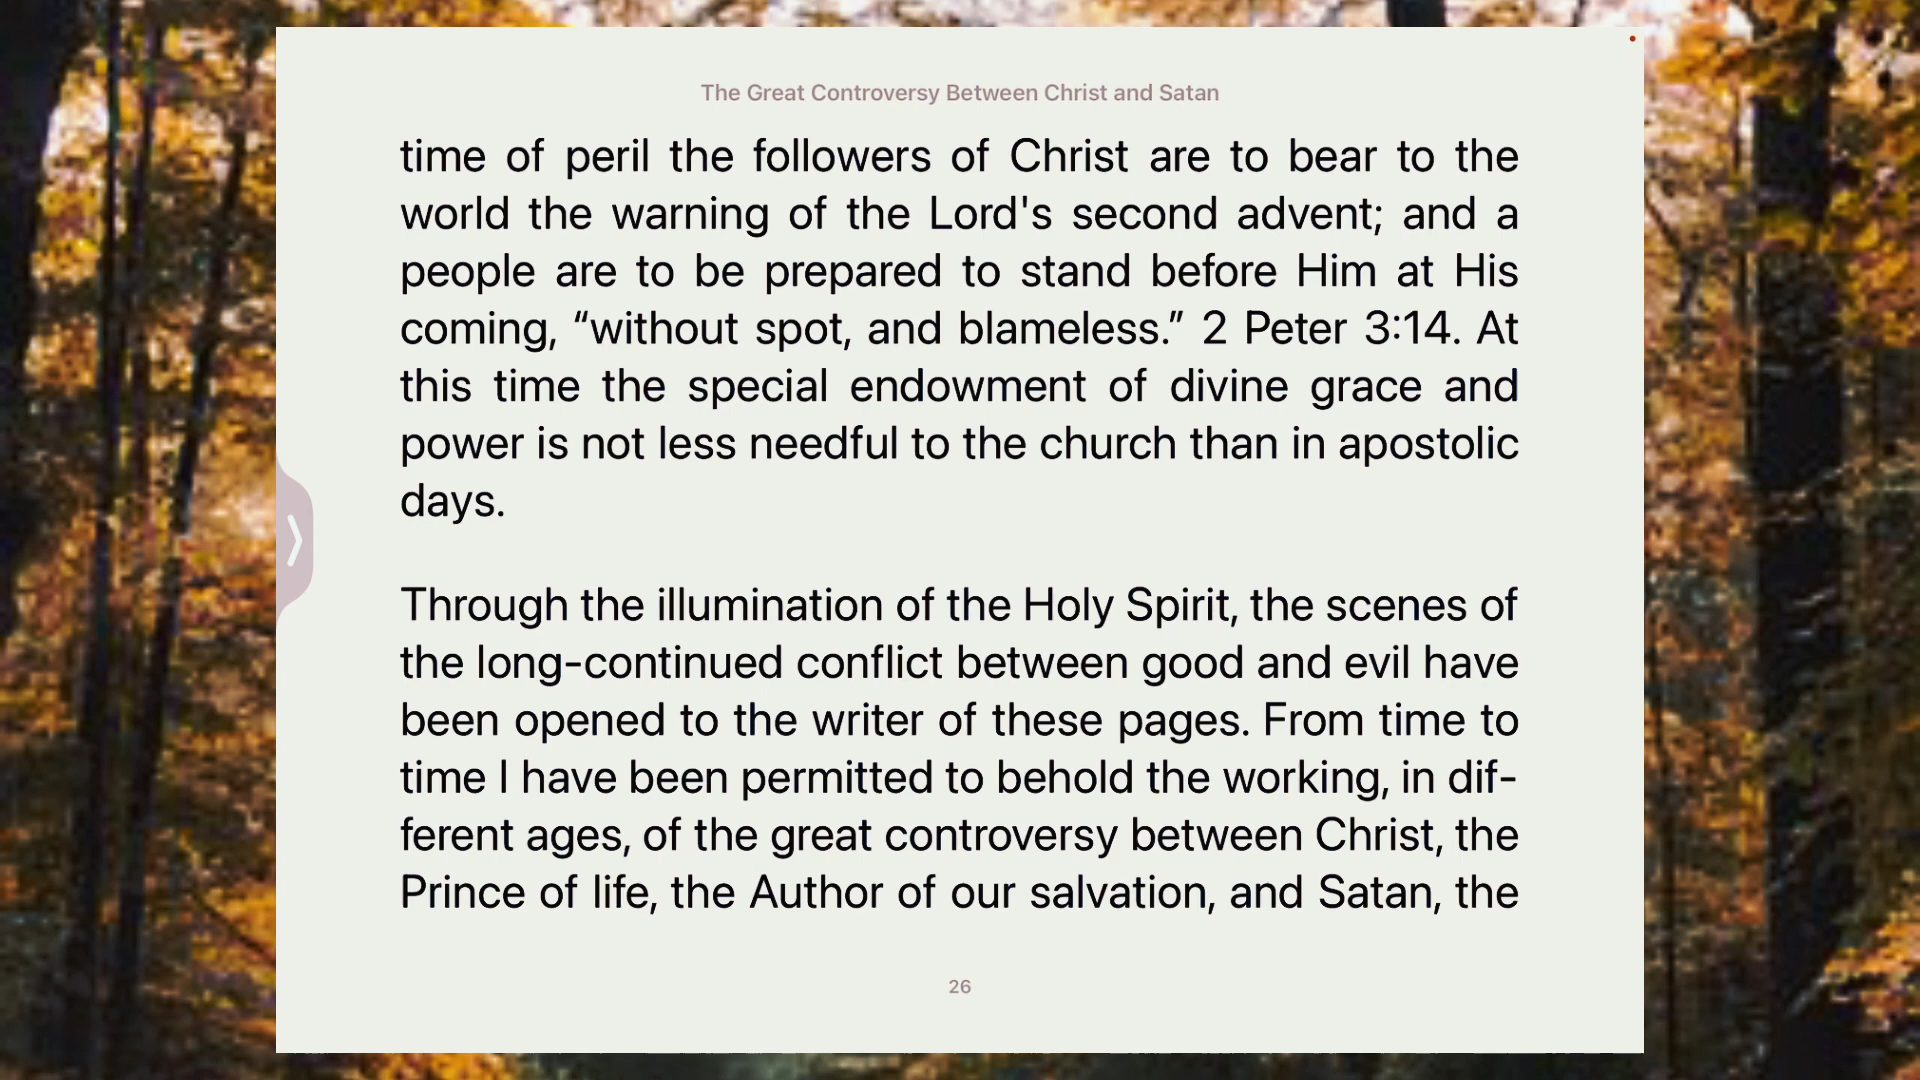 The Great Controversy Between Christ and Satan
time of peril the followers of Christ are to bear to the
world the warning of the Lord's second advent; and a
people are to be prepared to stand before Him at His
coming, “without spot, and blameless.” 2 Peter 3:14. At
this time the special endowment of divine grace and
power is not less needful to the church than in apostolic
days.
Through the illumination of the Holy Spirit, the scenes of
the long-continued conflict between good and evil have
been opened to the writer of these pages. From time to
time I have been permitted to behold the working, in dif-
ferent ages, of the great controversy between Christ, the
Prince of life, the Author of our salvation, and Satan, the
26